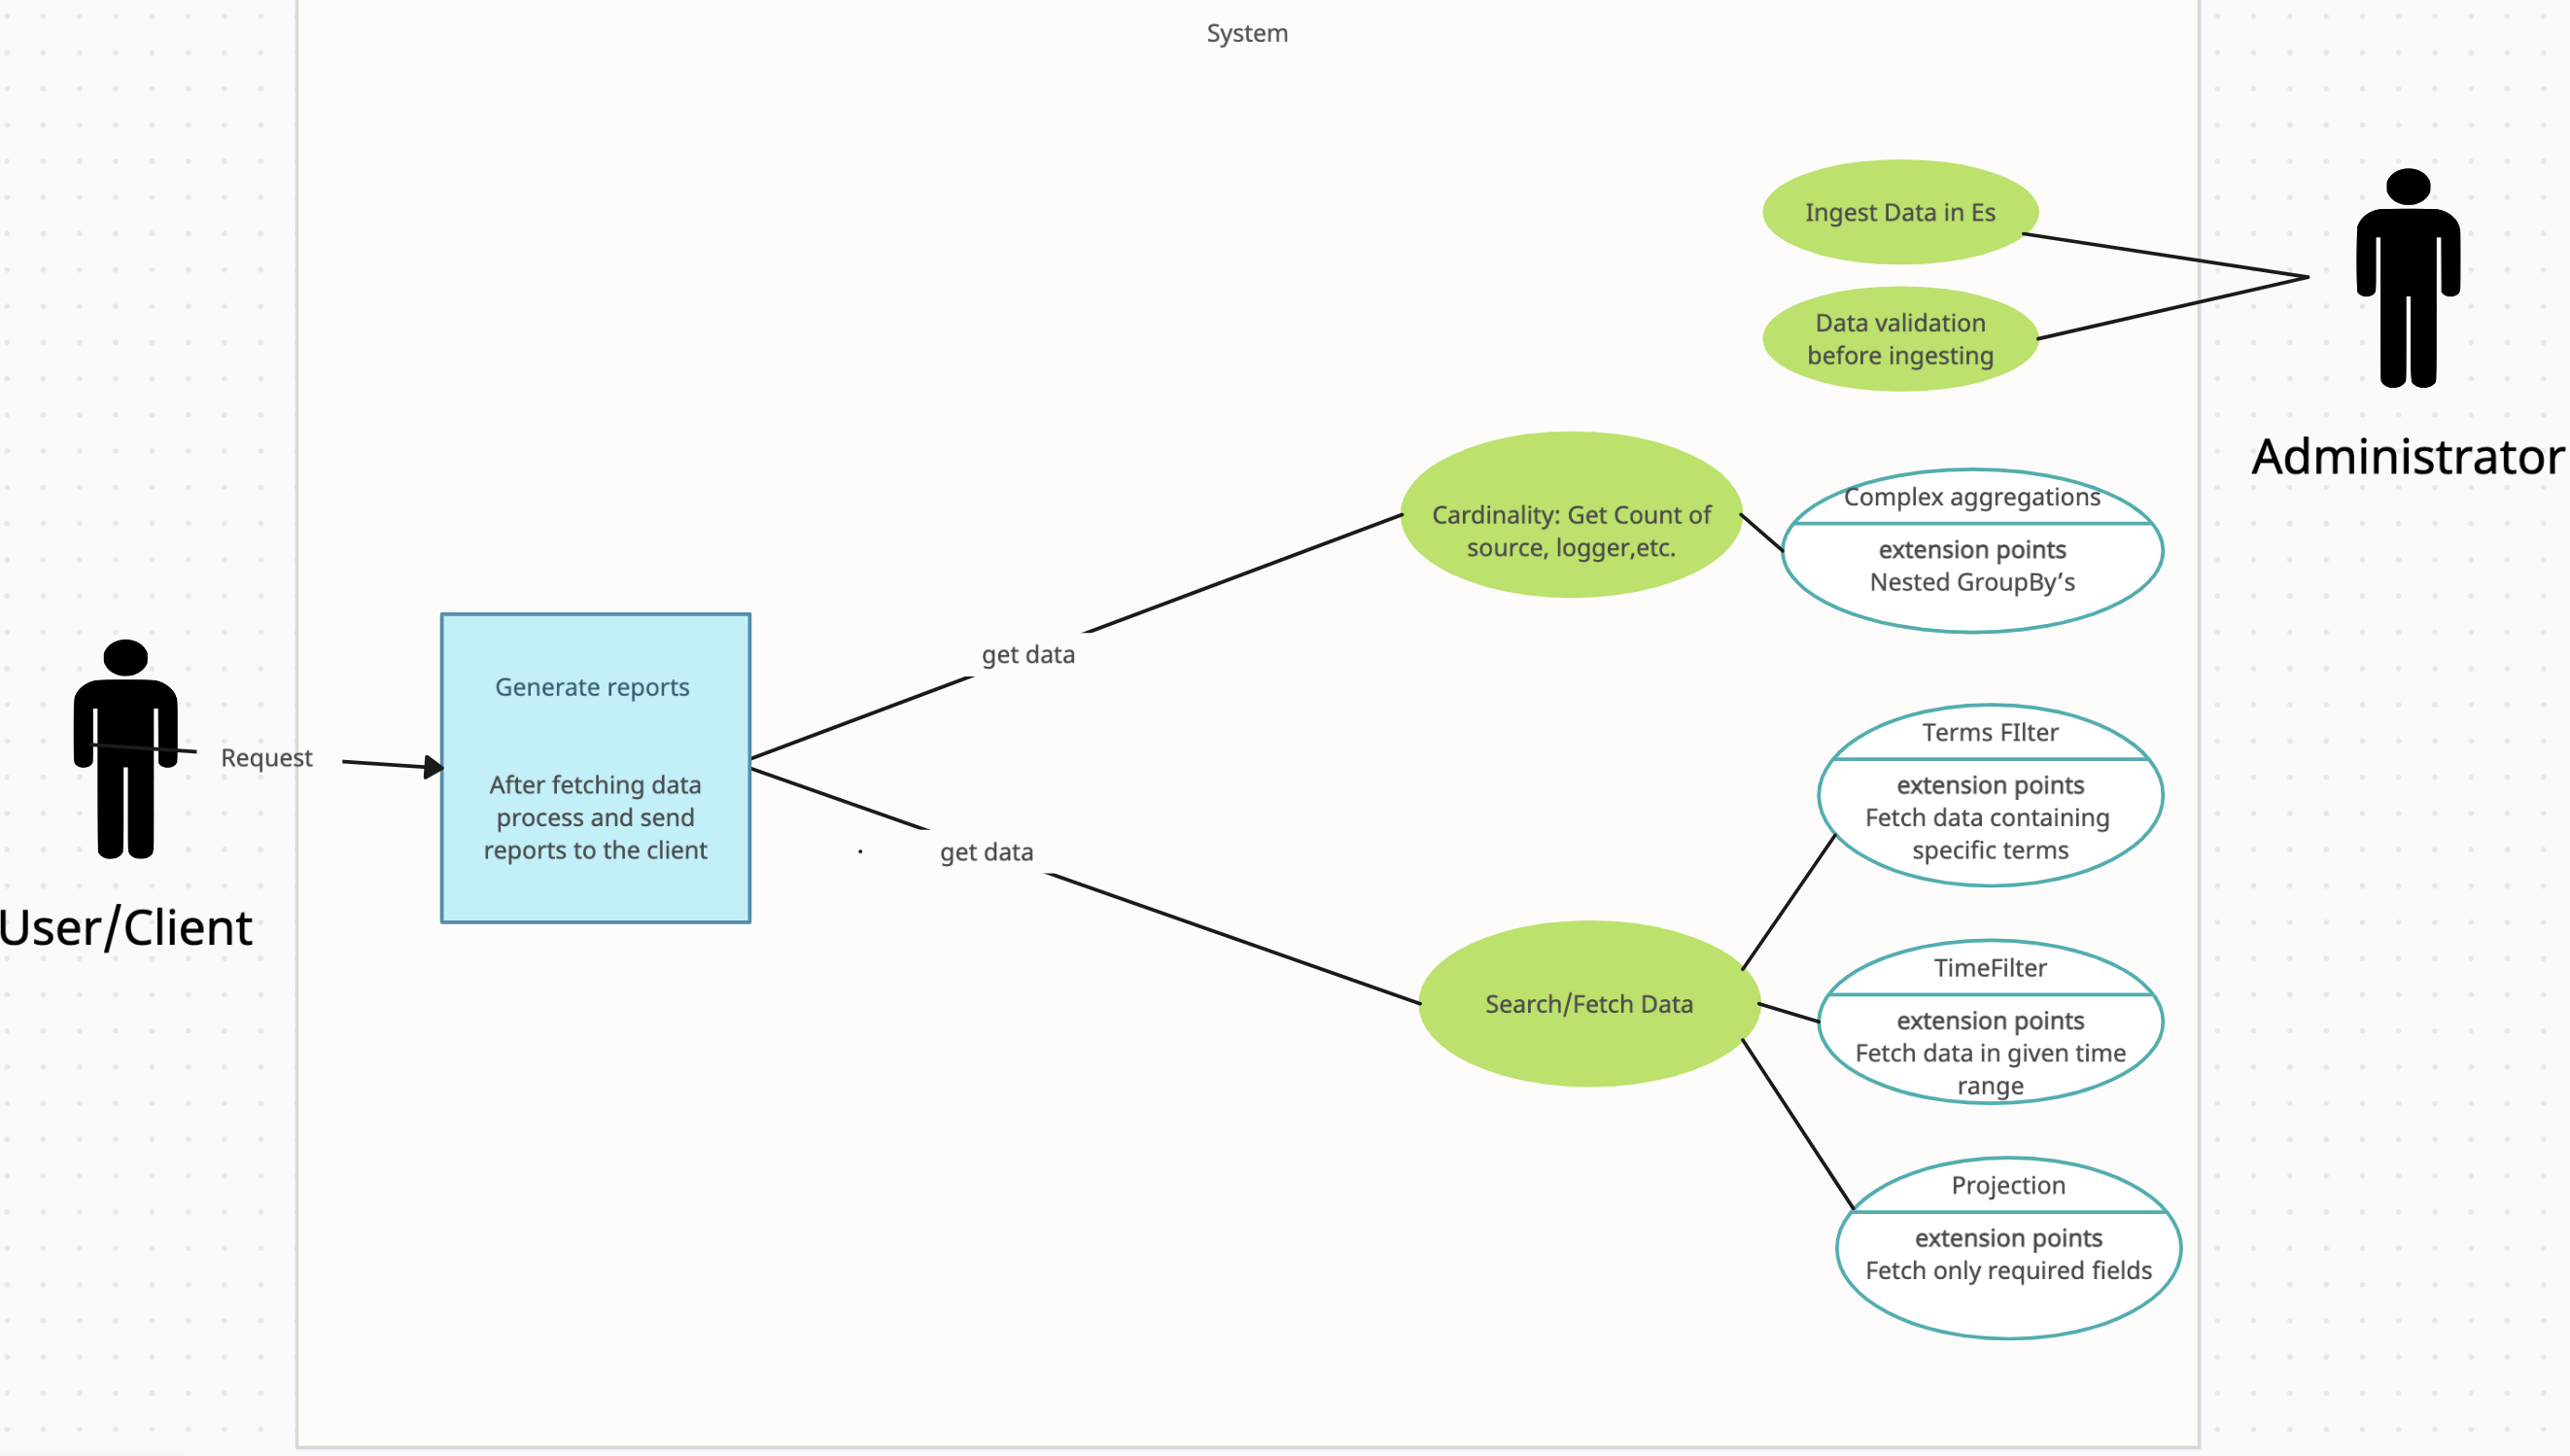 System
Ingest Data in Es
Data validation
before ingesting
Administrator
Cardinality: Get Count of
source, logger,etc.
Complex aggregations
extension points
Nested GroupBy’s
get data
Generate reports
After fetching data
process and send
reports to the client
Request
User/Client
get data
Terms FIlter
extension points
Fetch data containing
specific terms
Search/Fetch Data
TimeFilter
extension points
Fetch data in given time
range
Projection
extension points
Fetch only required fields